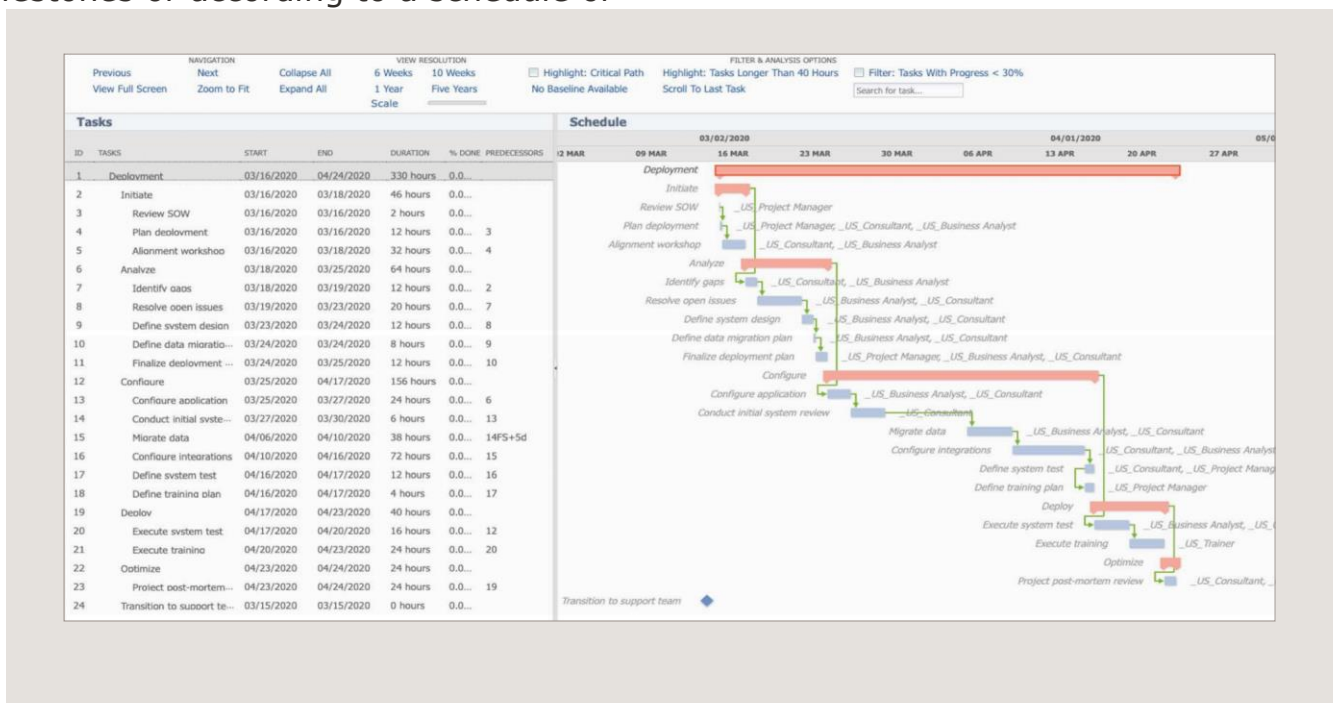 NAVIGATION VIEW RESOLUTION FILTER & ANALYSIS OPTIONS
Previous Next Collapse All 6 Weeks 10 Weeks Highlight: Critical Path Highlight: Tasks Longer Than 40 Hours Filter: Tasks With Progress < 30%
View Full Screen Zoom to Fit Expand All 1 Year Five Years No Baseline Available Scroll To Last Task Search for task...
Scale
Tasks Schedule
03/02/2020 04/01/2020 05/0
ID TASKS START END DURATION % DONE PREDECESSORS 2 MAR 09 MAR 16 MAR 23 MAR 30 MAR 06 APR 13 APR 20 APR 27 APR
1 Deployment 03/16/2020 04/24/2020 330 hours 0.0... Deployment
2 Initiate 03/16/2020 03/18/2020 46 hours 0.0... Initiate
3 Review SOW 03/16/2020 03/16/2020 2 hours 0.0... Review SOW _US_Project Manager
4 Plan deployment 03/16/2020 03/16/2020 12 hours 0.0... 3 Plan deployment _US_Project Manager, _US_Consultant, _US_Business Analyst
5 Alignment workshop 03/16/2020 03/18/2020 32 hours 0.0... 4 Alignment workshop _US_Consultant, _US_Business Analyst
6 Analyze 03/18/2020 03/25/2020 64 hours 0.0... Analyze
7 Identify gaps 03/18/2020 03/19/2020 12 hours 0.0... 2 Identify gaps _US_Consultant, _US_Business Analyst
8 Resolve open issues 03/19/2020 03/23/2020 20 hours 0.0... 7 Resolve open issues _US_Business Analyst, _US_Consultant
9 Define system design 03/23/2020 03/24/2020 12 hours 0.0... 8 Define system design _US_Business Analyst, _US_Consultant
10 Define data migratio... 03/24/2020 03/24/2020 8 hours 0.0... 9 Define data migration plan _US_Business Analyst, _US_Consultant
11 Finalize deployment ... 03/24/2020 03/25/2020 12 hours 0.0... 10 Finalize deployment plan _US_Project Manager, _US_Business Analyst, _US_Consultant
12 Configure 03/25/2020 04/17/2020 156 hours 0.0... Configure
13 Configure application 03/25/2020 03/27/2020 24 hours 0.0... 6 Configure application _US_Business Analyst, _US_Consultant
14 Conduct initial syste... 03/27/2020 03/30/2020 6 hours 0.0... 13 Conduct initial system review _US_Consultant
15 Migrate data 04/06/2020 04/10/2020 38 hours 0.0... 14FS+5d Migrate data _US_Business Analyst, _US_Consultant
16 Configure integrations 04/10/2020 04/16/2020 72 hours 0.0... 15 Configure integrations _US_Consultant, _US_Business Analyst
17 Define system test 04/16/2020 04/17/2020 12 hours 0.0... 16 Define system test _US_Consultant, _US_Project Manag
18 Define training plan 04/16/2020 04/17/2020 4 hours 0.0... 17 Define training plan _US_Project Manager
19 Deploy 04/17/2020 04/23/2020 40 hours 0.0... Deploy
20 Execute system test 04/17/2020 04/20/2020 16 hours 0.0... 12 Execute system test _US_Business Analyst, _US_
21 Execute training 04/20/2020 04/23/2020 24 hours 0.0... 20 Execute training _US_Trainer
22 Optimize 04/23/2020 04/24/2020 24 hours 0.0... Optimize
23 Project post-mortem... 04/23/2020 04/24/2020 24 hours 0.0... 19 Project post-mortem review _US_Consultant, _
24 Transition to support te... 03/15/2020 03/15/2020 0 hours 0.0... Transition to support team